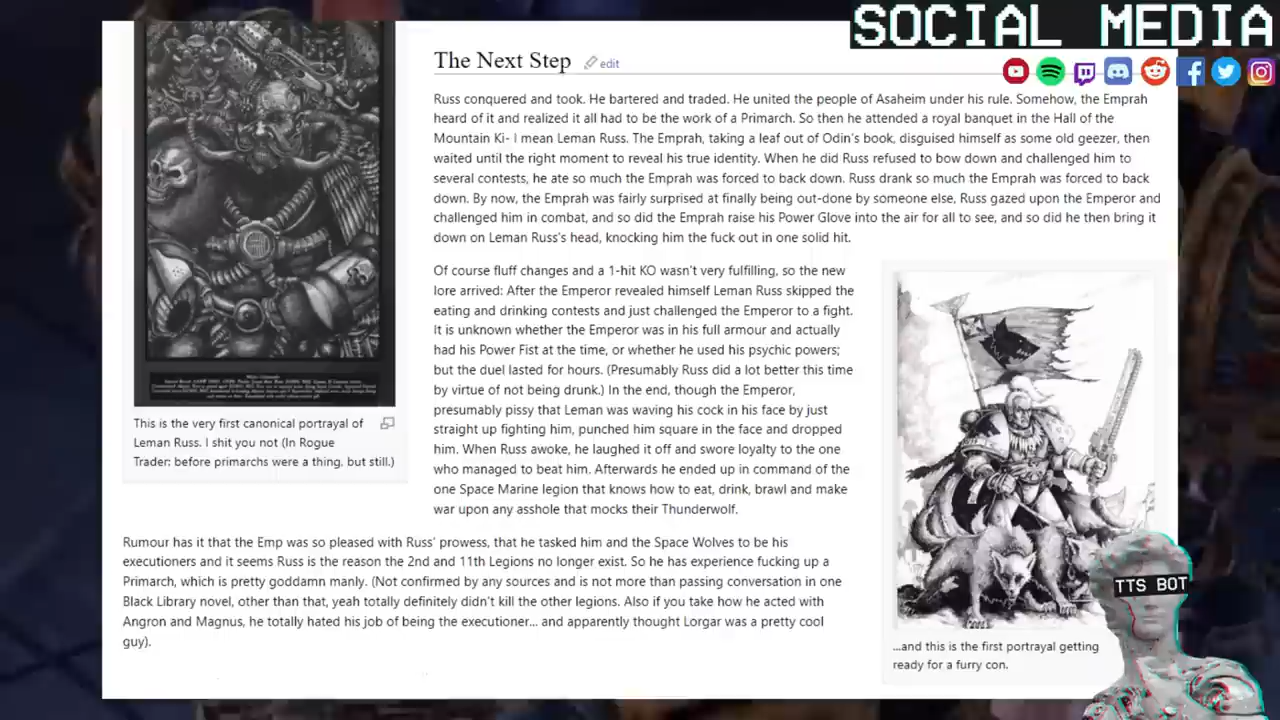 SOCIAL MEDIA
The Next Step
edit
Russ conquered and took. He bartered and traded. He united the people of Asaheim under his rule. Somehow, the Emprah
heard of it and realized it all had to be the work of a Primarch. So then he attended a royal banquet in the Hall of the
Mountain Ki- I mean Leman Russ. The Emprah, taking a leaf out of Odin's book, disguised himself as some old geezer, then
waited until the right moment to reveal his true identity. When he did Russ refused to bow down and challenged him to
several contests, he ate so much the Emprah was forced to back down. Russ drank so much the Emprah was forced to back
down. By now, the Emprah was fairly surprised at finally being out-done by someone else, Russ gazed upon the Emperor and
challenged him in combat, and so did the Emprah raise his Power Glove into the air for all to see, and so did he then bring it
down on Leman Russ's head, knocking him the fuck out in one solid hit.
Of course fluff changes and a 1-hit KO wasn't very fulfilling, so the new
lore arrived: After the Emperor revealed himself Leman Russ skipped the
eating and drinking contests and just challenged the Emperor to a fight.
It is unknown whether the Emperor was in his full armour and actually
had his Power Fist at the time, or whether he used his psychic powers;
but the duel lasted for hours. (Presumably Russ did a lot better this time
by virtue of not being drunk.) In the end, though the Emperor,
presumably pissy that Leman was waving his cock in his face by just
straight up fighting him, punched him square in the face and dropped
him. When Russ awoke, he laughed it off and swore loyalty to the one
who managed to beat him. Afterwards he ended up in command of the
one Space Marine legion that knows how to eat, drink, brawl and make
war upon any asshole that mocks their Thunderwolf.
This is the very first canonical portrayal of
Leman Russ. I shit you not (In Rogue
Trader; before primarchs were a thing, but still.)
Rumour has it that the Emp was so pleased with Russ' prowess, that he tasked him and the Space Wolves to be his
executioners and it seems Russ is the reason the 2nd and 11th Legions no longer exist. So he has experience fucking up a
Primarch, which is pretty goddamn manly. (Not confirmed by any sources and is not more than passing conversation in one
Black Library novel, other than that, yeah totally definitely didn't kill the other legions. Also if you take how he acted with
Angron and Magnus, he totally hated his job of being the executioner... and apparently thought Lorgar was a pretty cool
guy).
...and this is the first portrayal getting
ready for a furry con.
TTS BOT